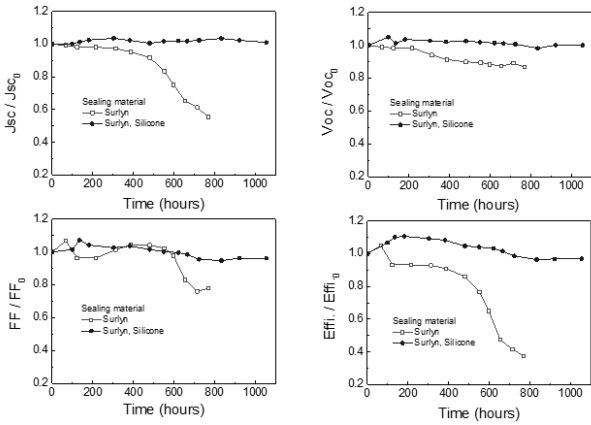 1.2
1.0
0.8
0.6
0.4
0.2
Jsc / Jsc0
Sealing material
Surlyn
Surlyn, Silicone
0 200 400 600 800 1000
Time (hours)
1.2
1.0
0.8
0.6
0.4
0.2
Voc / Voc0
Sealing material
Surlyn
Surlyn, Silicone
0 200 400 600 800 1000
Time (hours)
1.2
1.0
0.8
0.6
0.4
0.2
FF / FF0
Sealing material
Surlyn
Surlyn, Silicone
0 200 400 600 800 1000
Time (hours)
1.2
1.0
0.8
0.6
0.4
0.2
Effi. / Effi.0
Sealing material
Surlyn
Surlyn, Silicone
0 200 400 600 800 1000
Time (hours)